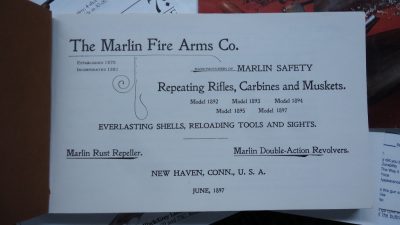 The Marlin Fire Arms Co.
Established 1870
Incorporated 1881
MANUFACTURERS OF MARLIN SAFETY
Repeating Rifles, Carbines and Muskets.
Model 1892 Model 1893 Model 1894
Model 1895 Model 1897
EVERLASTING SHELLS, RELOADING TOOLS AND SIGHTS.
Marlin Rust Repeller.
Marlin Double-Action Revolvers.
NEW HAVEN, CONN., U. S. A.
JUNE, 1897